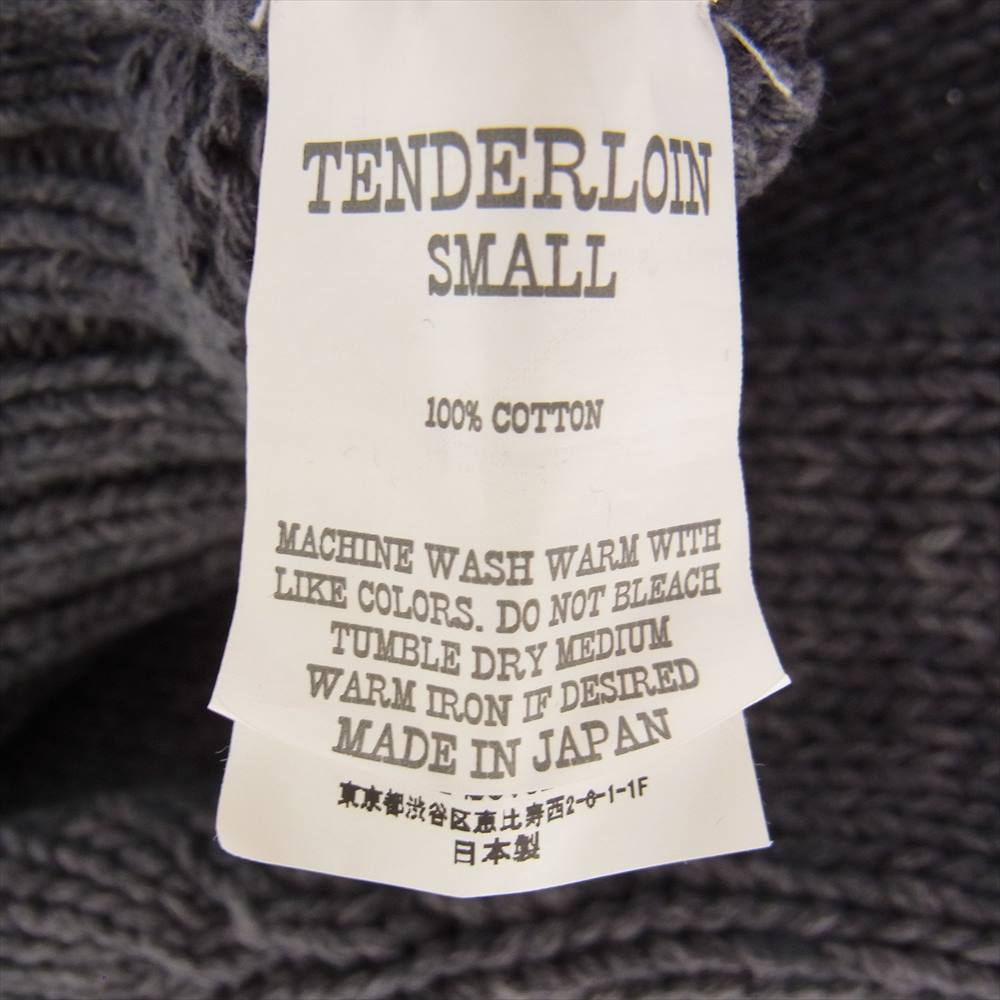 TENDERLOIN
SMALL
100% COTTON
MACHINE WASH WARM WITH
LIKE COLORS. DO NOT BLEACH
TUMBLE DRY MEDIUM
WARM IRON IF DESIRED
MADE IN JAPAN
東京都渋谷区恵比寿西2-6-1-1F
日本製